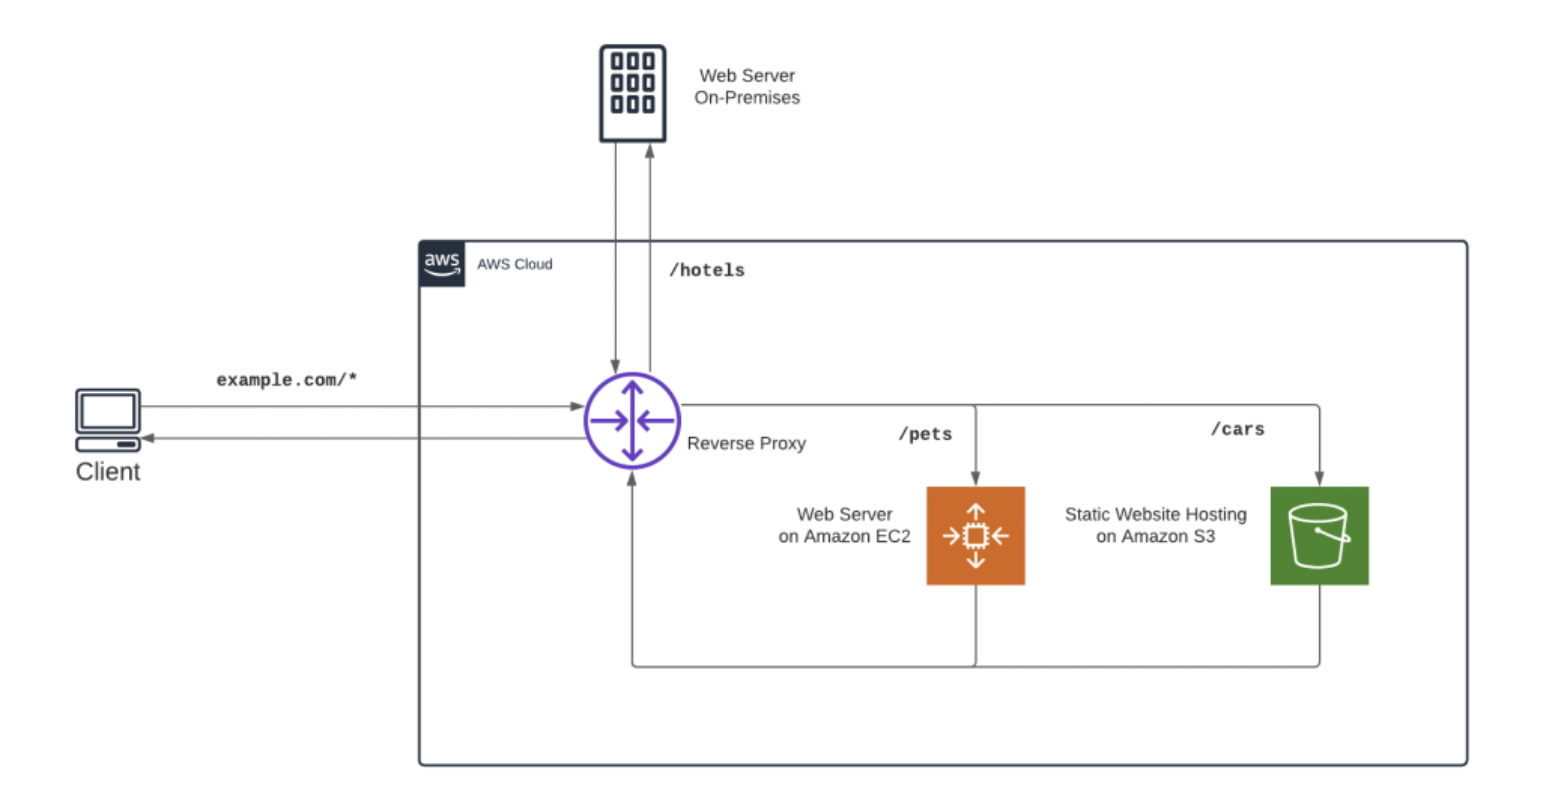 Web Server
On-Premises
aws
AWS Cloud
/hotels
example.com/*
Client
Reverse Proxy
/pets
/cars
Web Server
on Amazon EC2
Static Website Hosting
on Amazon S3